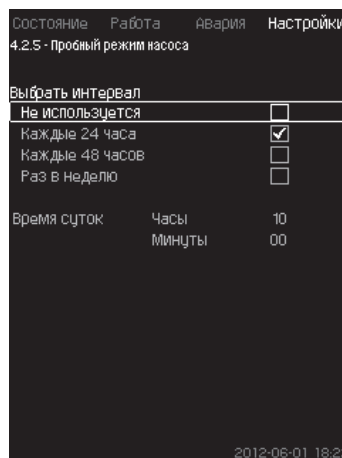 Состояние Работа Авария Настройки
4.2.5 - Пробный режим насоса
Выбрать интервал
Не используется
Каждые 24 часа
Каждые 48 часов
Раз в неделю
Время суток Часы 10
Минуты 00
2012-06-01 18:2